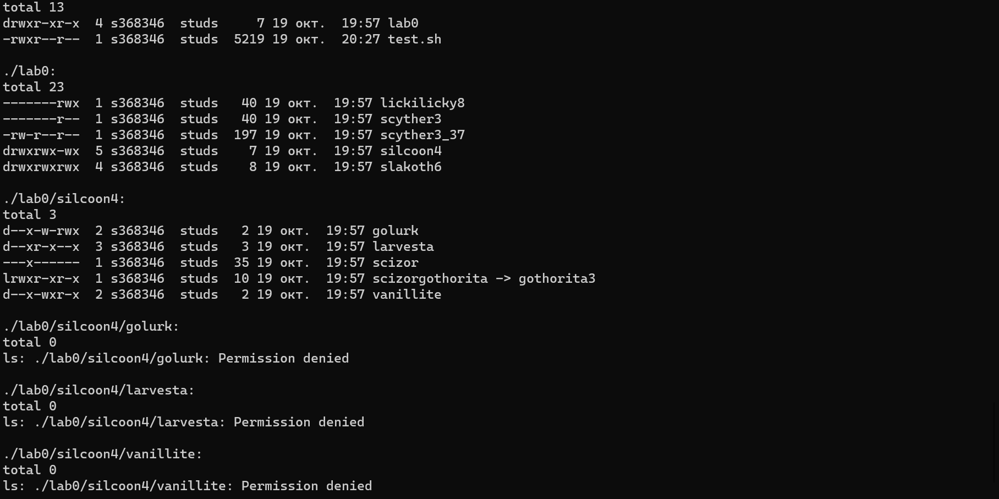 total 13
drwxr-xr-x  4 s368346  studs     7 19 окт.  19:57 lab0
-rwxr--r--  1 s368346  studs  5219 19 окт.  20:27 test.sh

./lab0:
total 23
-------rwx  1 s368346  studs   40 19 окт.  19:57 lickilicky8
-------r--  1 s368346  studs   40 19 окт.  19:57 scyther3
-rw-r--r--  1 s368346  studs  197 19 окт.  19:57 scyther3_37
drwxrwx-wx  5 s368346  studs    7 19 окт.  19:57 silcoon4
drwxrwxrwx  4 s368346  studs    8 19 окт.  19:57 slakoth6

./lab0/silcoon4:
total 3
d--x-w-rwx  2 s368346  studs   2 19 окт.  19:57 golurk
d--xr-x--x  3 s368346  studs   3 19 окт.  19:57 larvesta
---x------  1 s368346  studs  35 19 окт.  19:57 scizor
lrwxr-xr-x  1 s368346  studs  10 19 окт.  19:57 scizorgothorita -> gothorita3
d--x-wxr-x  2 s368346  studs   2 19 окт.  19:57 vanillite

./lab0/silcoon4/golurk:
total 0
ls: ./lab0/silcoon4/golurk: Permission denied

./lab0/silcoon4/larvesta:
total 0
ls: ./lab0/silcoon4/larvesta: Permission denied

./lab0/silcoon4/vanillite:
total 0
ls: ./lab0/silcoon4/vanillite: Permission denied